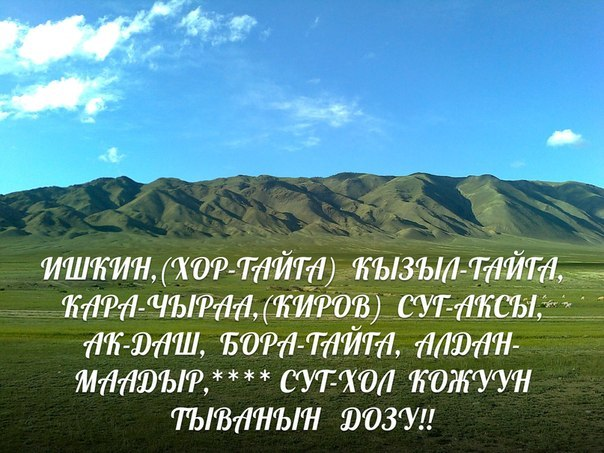 ИШКИН,(ХОР-ТАЙГА) КЫЗЫЛ-ТАЙГА,
КАРА-ЧЫРАА,(КИРОВ) СУГ-АКСЫ,
АК-ДАШ, БОРА-ТАЙГА, АЛДАН-
МААДЫР,**** СУТ-ХОЛ КОЖУУН
ТЫВАНЫН ДОЗУ!!